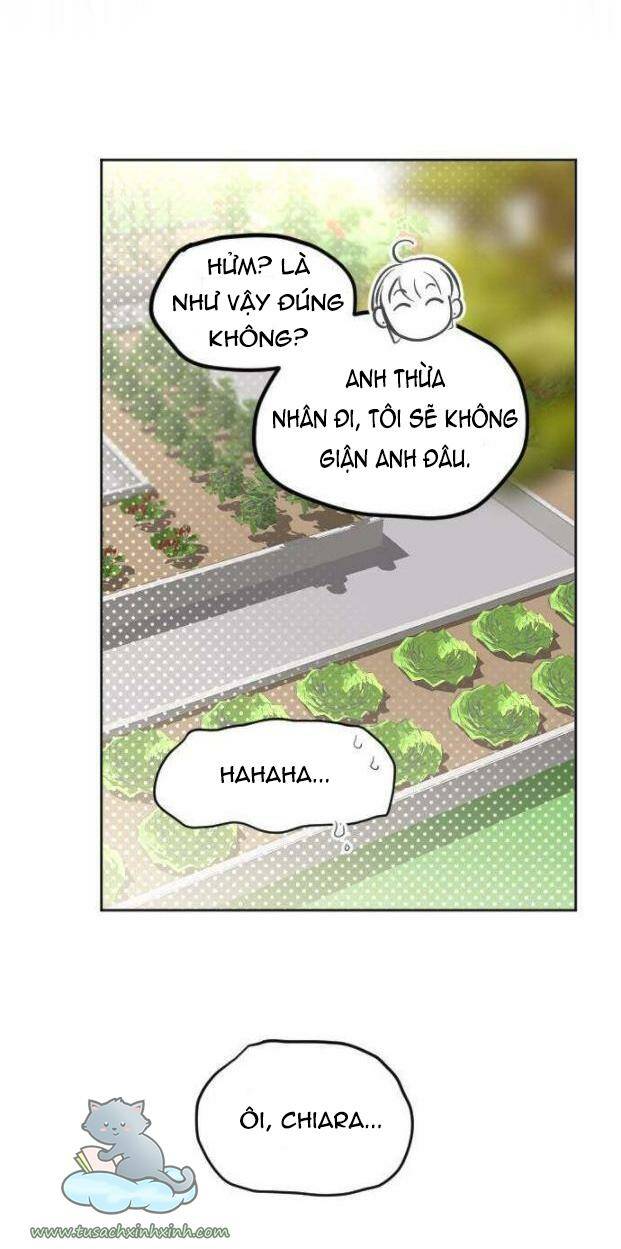 HỬM? LÀ
NHƯ VẬY ĐÚNG
KHÔNG?
ANH THỪA
NHÂN ĐI, TÔI SẼ KHÔNG
GIẬN ANH ĐÂU.
HAHAHA...
ÔI, CHIARA...
www.tusachxinhxinh.com